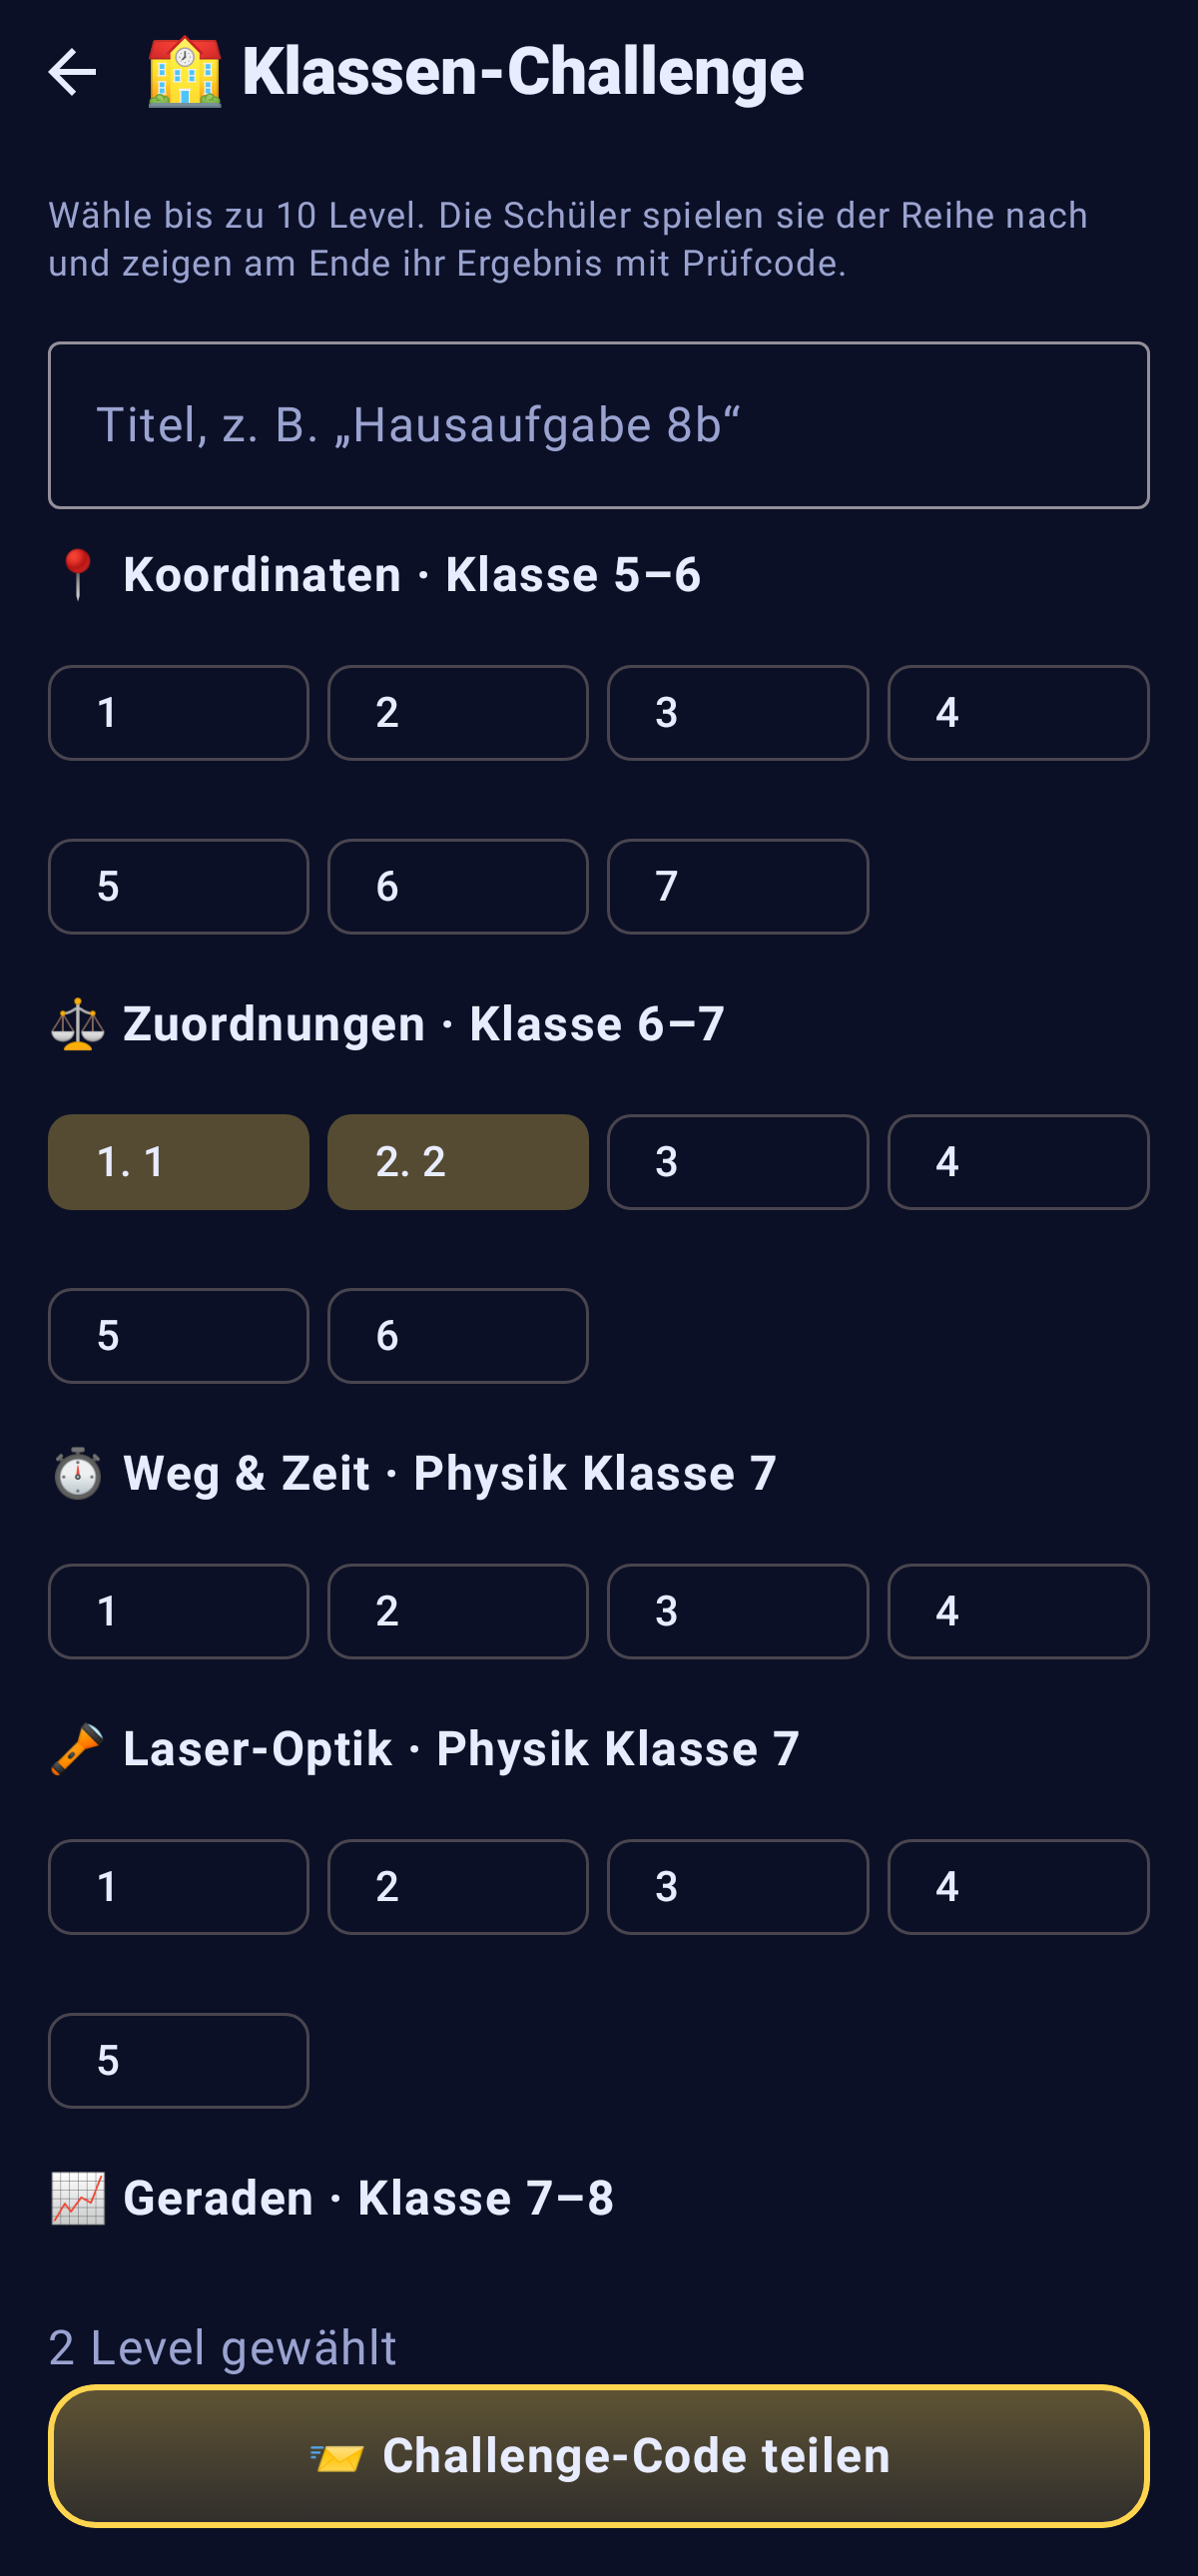 Klassen-Challenge
Wähle bis zu 10 Level. Die Schüler spielen sie der Reihe nach
und zeigen am Ende ihr Ergebnis mit Prüfcode.
Titel, z. B. „Hausaufgabe 8b“
Koordinaten · Klasse 5–6
1 2 3 4
5 6 7
Zuordnungen · Klasse 6–7
1. 1 2. 2 3 4
5 6
Weg & Zeit · Physik Klasse 7
1 2 3 4
Laser-Optik · Physik Klasse 7
1 2 3 4
5
Geraden · Klasse 7–8
2 Level gewählt
Challenge-Code teilen